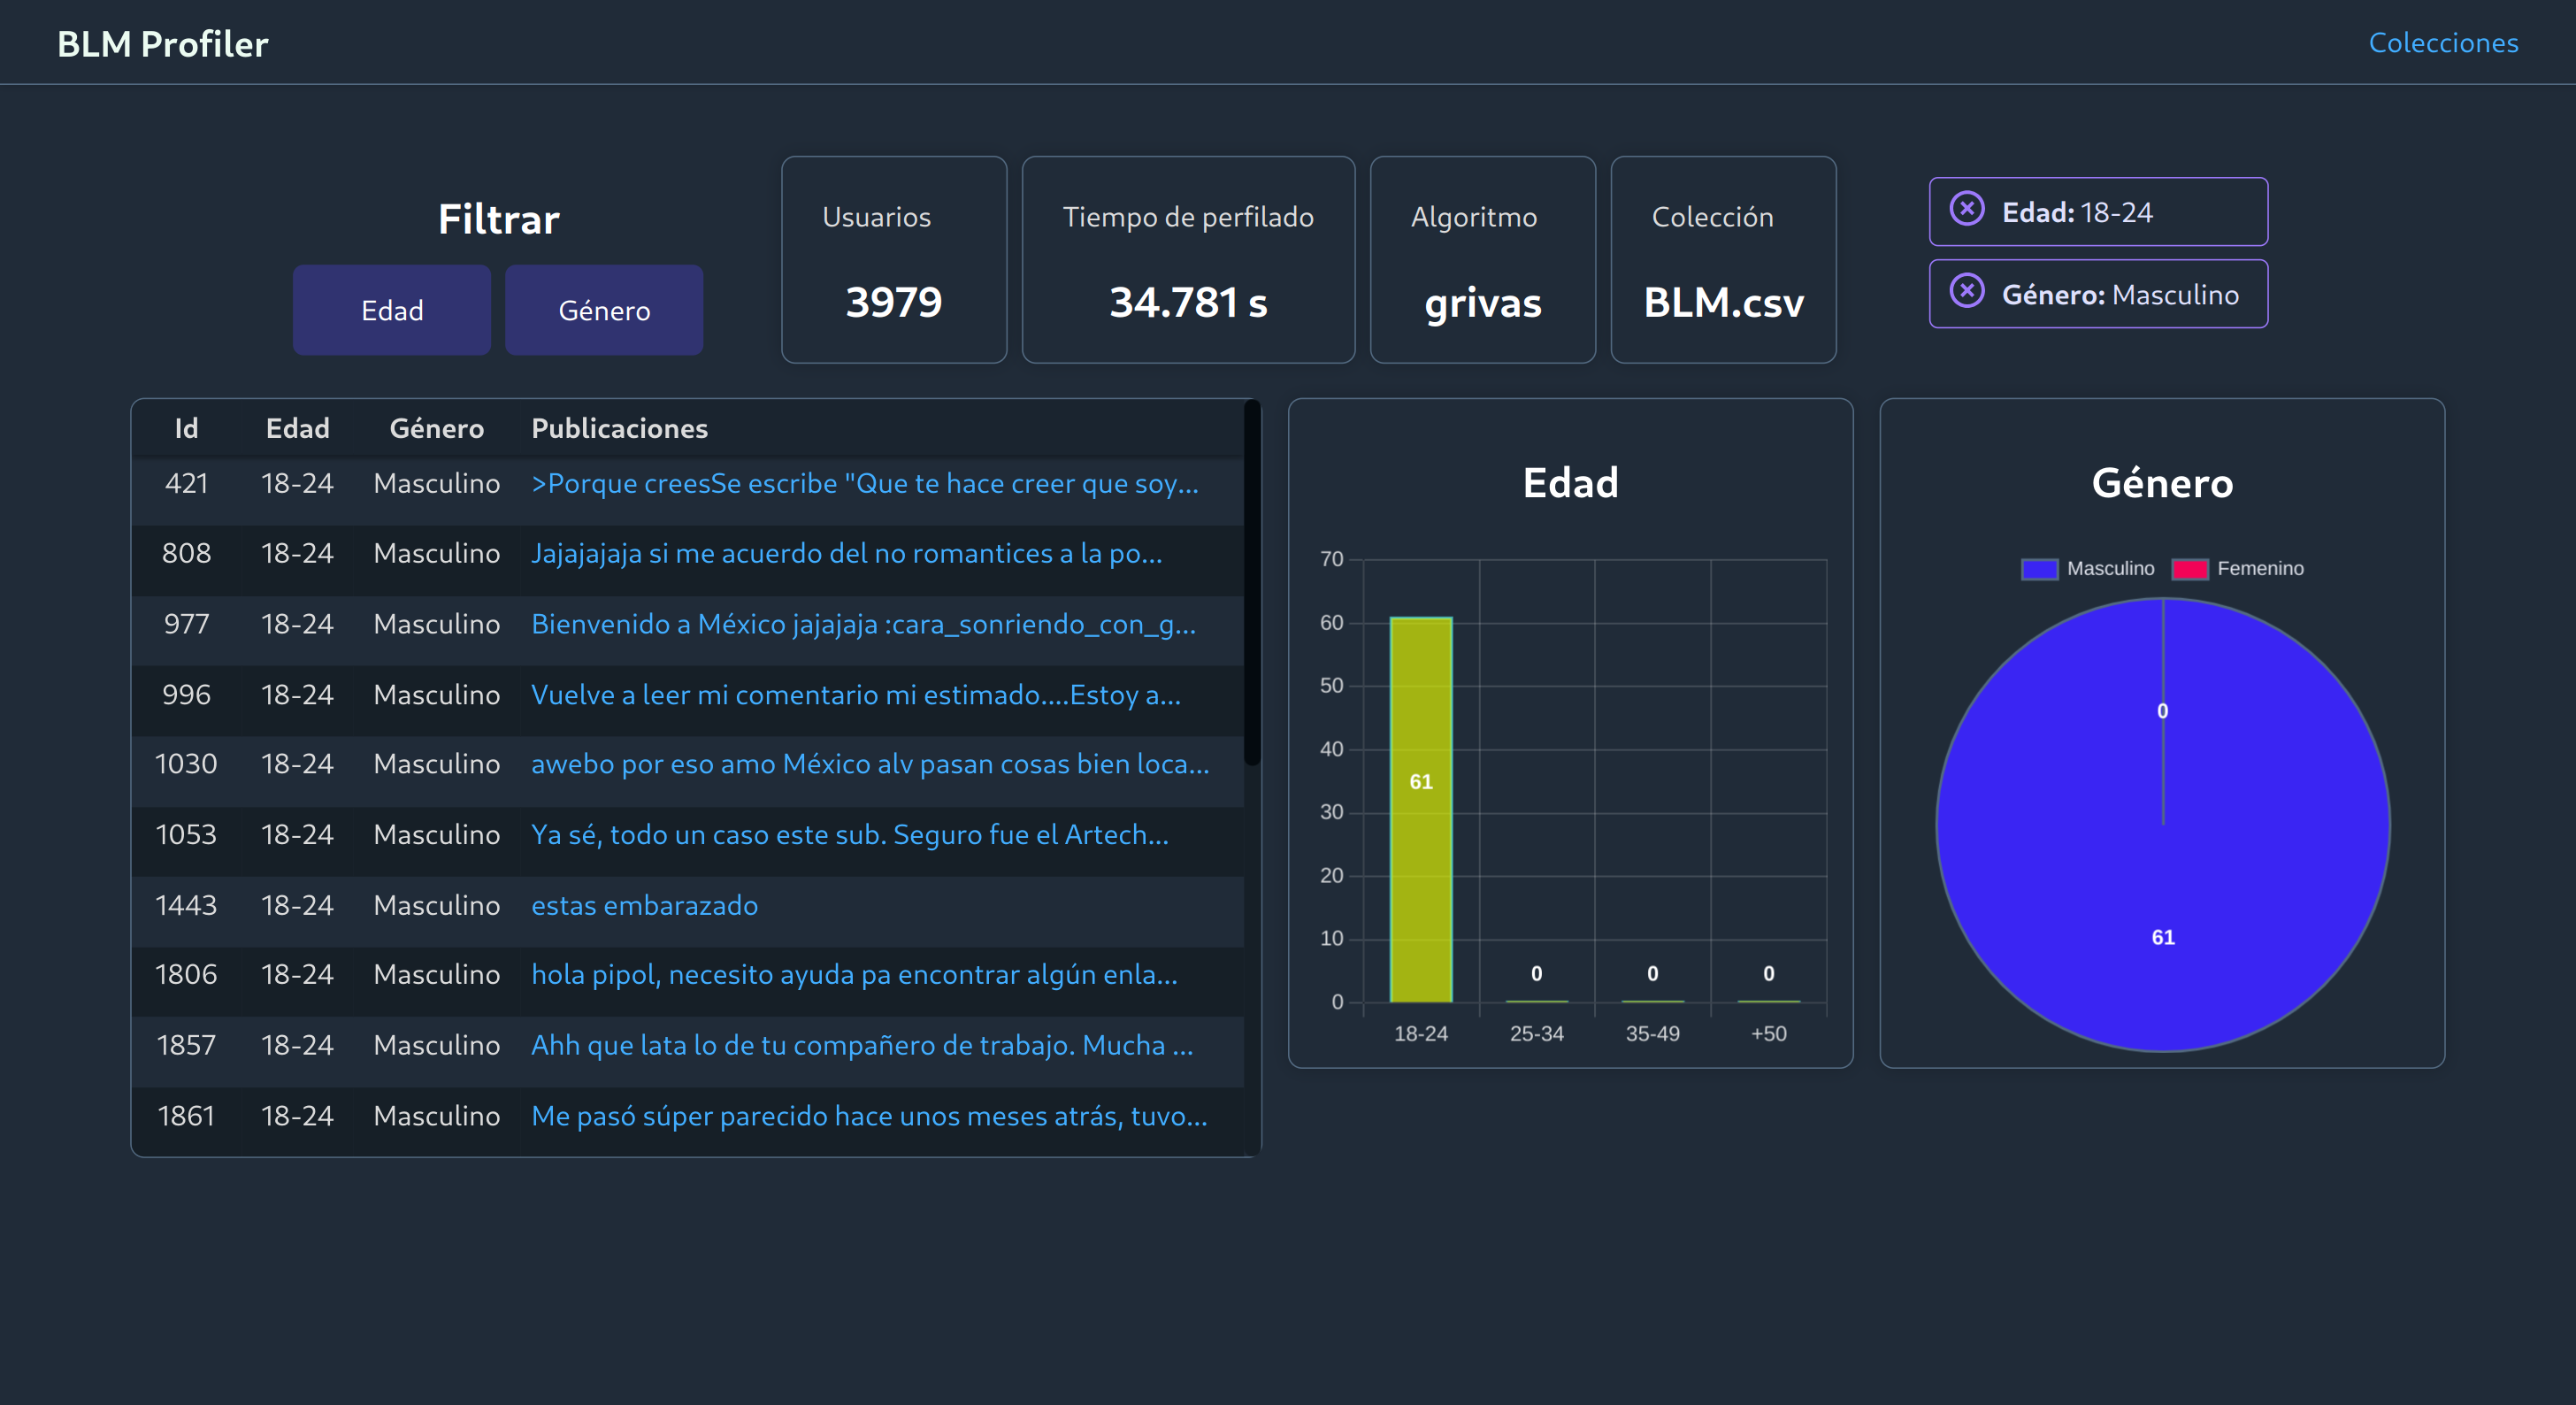 BLM Profiler
Colecciones
Filtrar
Edad
Género
Usuarios
3979
Tiempo de perfilado
34.781 s
Algoritmo
grivas
Colección
BLM.csv
Edad: 18-24
Género: Masculino
Id Edad Género Publicaciones
421 18-24 Masculino >Porque creesSe escribe "Que te hace creer que soy...
808 18-24 Masculino Jajajajaja si me acuerdo del no romantices a la po...
977 18-24 Masculino Bienvenido a México jajajaja :cara_sonriendo_con_g...
996 18-24 Masculino Vuelve a leer mi comentario mi estimado....Estoy a...
1030 18-24 Masculino awebo por eso amo México alv pasan cosas bien loca...
1053 18-24 Masculino Ya sé, todo un caso este sub. Seguro fue el Artech...
1443 18-24 Masculino estas embarazado
1806 18-24 Masculino hola pipol, necesito ayuda pa encontrar algún enla...
1857 18-24 Masculino Ahh que lata lo de tu compañero de trabajo. Mucha ...
1861 18-24 Masculino Me pasó súper parecido hace unos meses atrás, tuvo...
Edad
70
60
50
40
30
20
10
0
61
0
0
0
18-24 25-34 35-49 +50
Género
Masculino Femenino
0
61